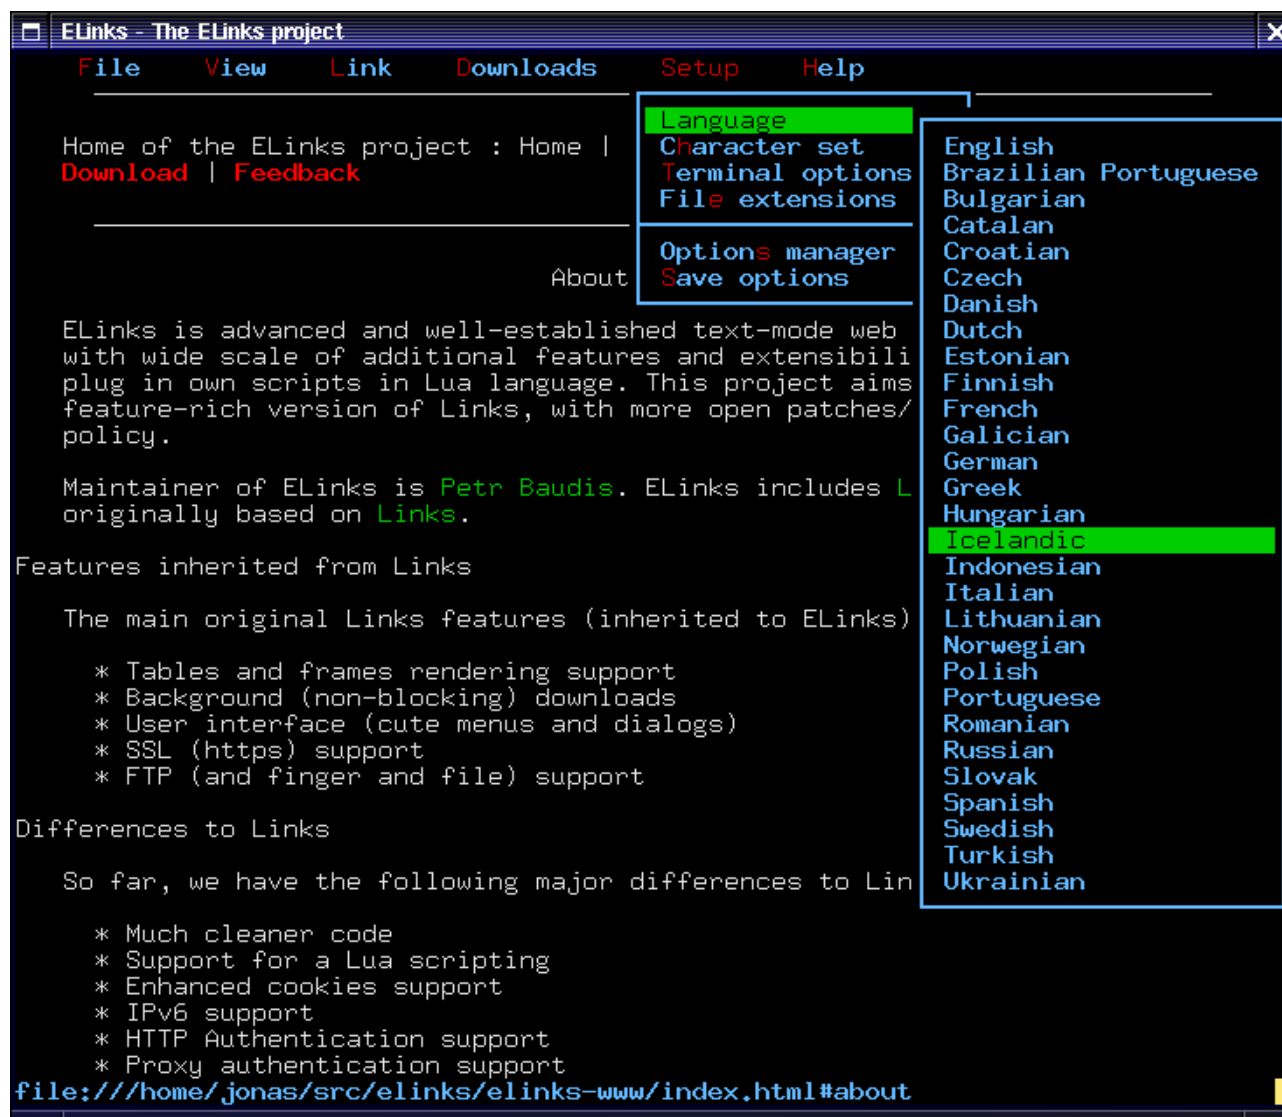 ELinks - The ELinks project
File View Link Downloads Setup Help
Language
Character set
Terminal options
File extensions
Options manager
Save options
English
Brazilian Portuguese
Bulgarian
Catalan
Croatian
Czech
Danish
Dutch
Estonian
Finnish
French
Galician
German
Greek
Hungarian
Icelandic
Indonesian
Italian
Lithuanian
Norwegian
Polish
Portuguese
Romanian
Russian
Slovak
Spanish
Swedish
Turkish
Ukrainian
Home of the ELinks project : Home |
Download | Feedback
About
ELinks is advanced and well-established text-mode web
with wide scale of additional features and extensibili
plug in own scripts in Lua language. This project aims
feature-rich version of Links, with more open patches/
policy.
Maintainer of ELinks is Petr Baudis. ELinks includes L
originally based on Links.
Features inherited from Links
The main original Links features (inherited to ELinks)
* Tables and frames rendering support
* Background (non-blocking) downloads
* User interface (cute menus and dialogs)
* SSL (https) support
* FTP (and finger and file) support
Differences to Links
So far, we have the following major differences to Lin
* Much cleaner code
* Support for a Lua scripting
* Enhanced cookies support
* IPv6 support
* HTTP Authentication support
* Proxy authentication support
file:///home/jonas/src/elinks/elinks-www/index.html#about